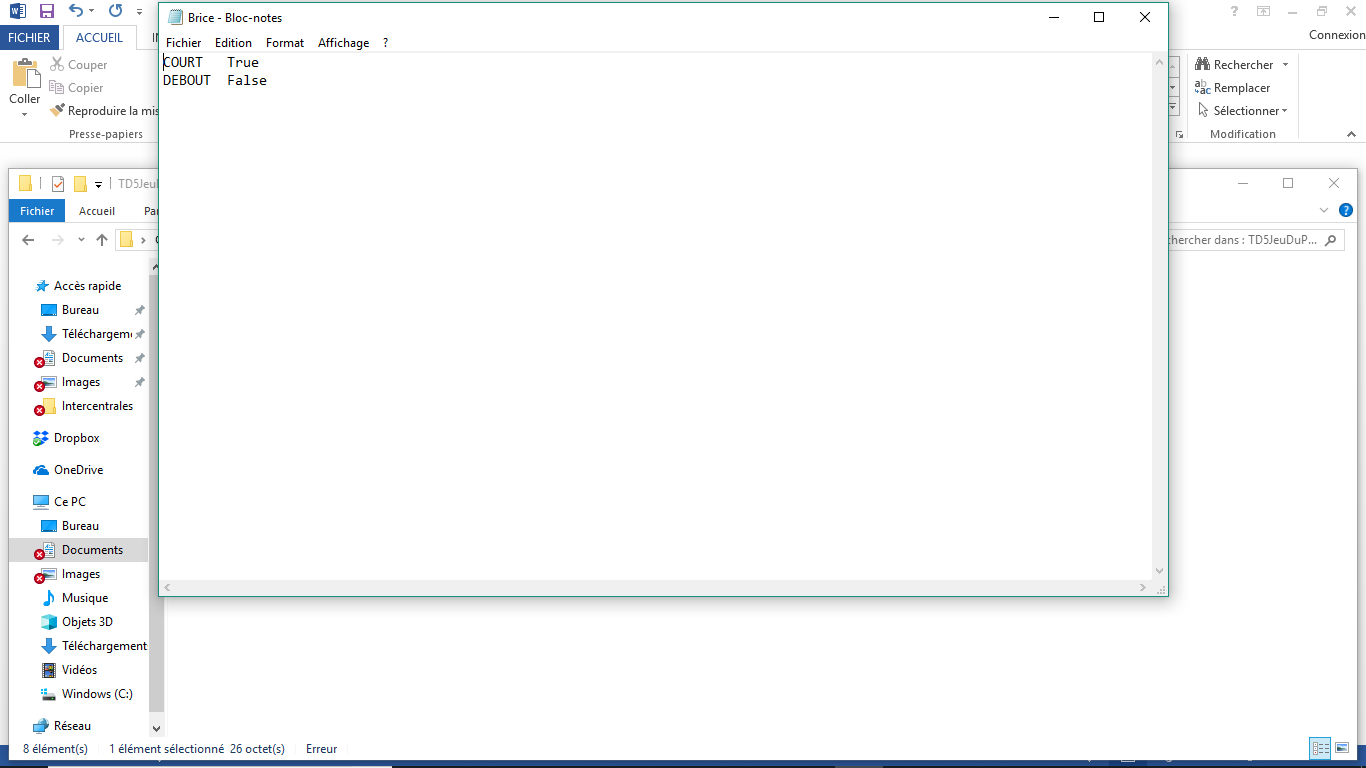 Brice - Bloc-notes
Fichier Edition Format Affichage ?
COURT True
DEBOUT False
FICHIER ACCUEIL
Connexion
Couper
Copier
Coller
Reproduire la mis
Presse-papiers
Rechercher
Remplacer
Sélectionner
Modification
TD5Jeu
Fichier Accueil
hercher dans : TD5JeuDuP...
Accès rapide
Bureau
Téléchargem
Documents
Images
Intercentrales
Dropbox
OneDrive
Ce PC
Bureau
Documents
Images
Musique
Objets 3D
Téléchargement
Vidéos
Windows (C:)
Réseau
8 élément(s) 1 élément sélectionné 26 octet(s) Erreur